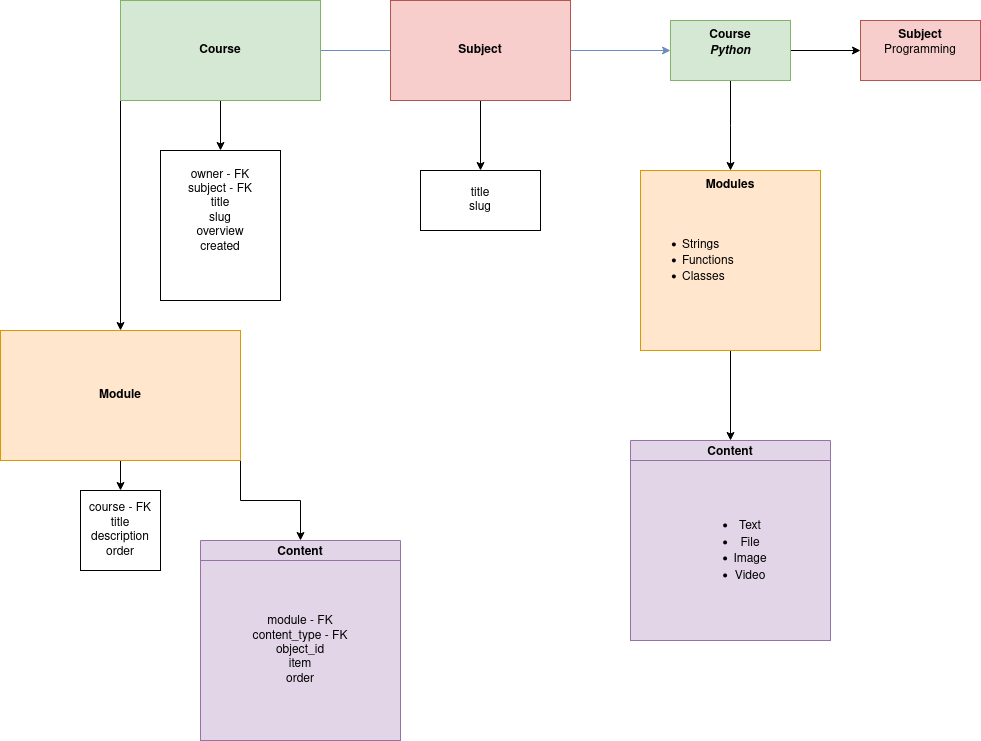 Course
Subject
Course
Python
Subject
Programming
owner - FK
subject - FK
title
slug
overview
created
title
slug
Modules
Strings
Functions
Classes
Module
course - FK
title
description
order
Content
module - FK
content_type - FK
object_id
item
order
Content
Text
File
Image
Video